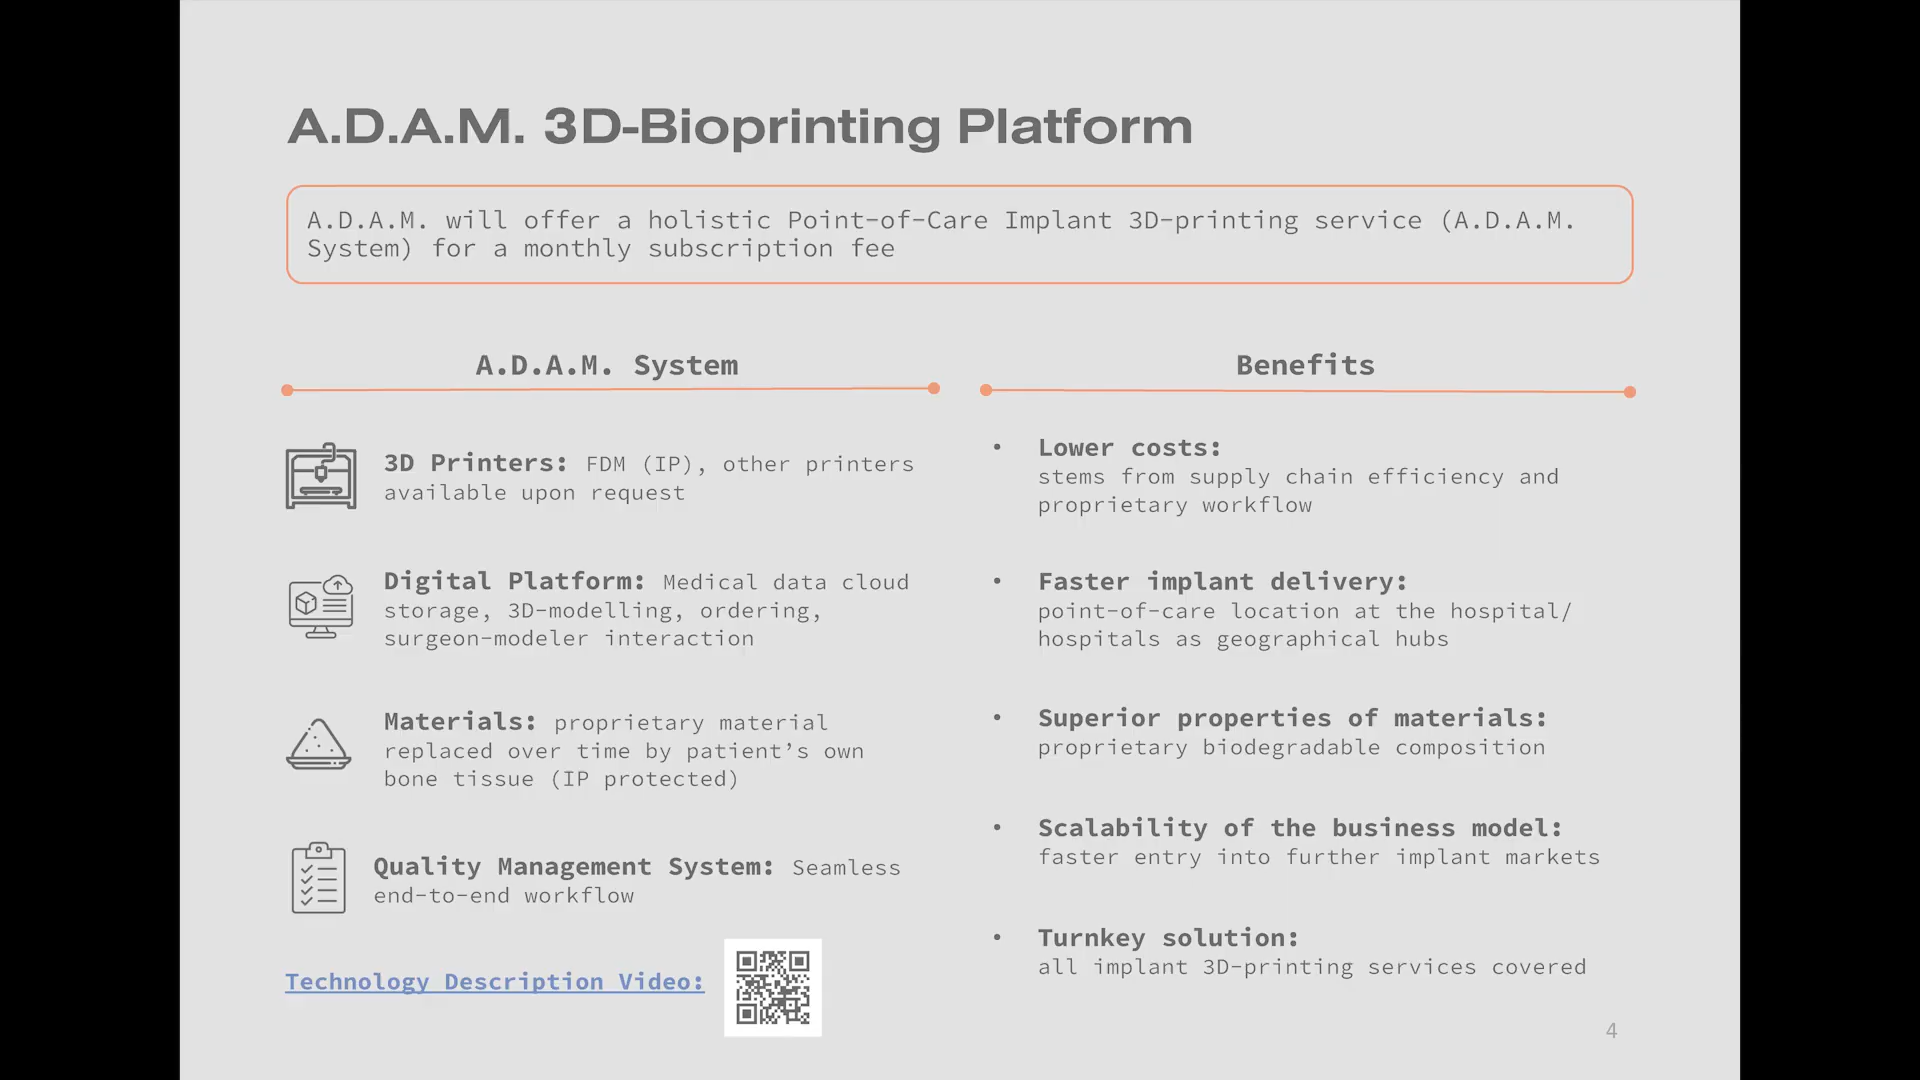 A.D.A.M. 3D-Bioprinting Platform
A.D.A.M. will offer a holistic Point-of-Care Implant 3D-printing service (A.D.A.M.
System) for a monthly subscription fee
A.D.A.M. System
3D Printers: FDM (IP), other printers
available upon request
Digital Platform: Medical data cloud
storage, 3D-modelling, ordering,
surgeon-modeler interaction
Materials: proprietary material
replaced over time by patient’s own
bone tissue (IP protected)
Quality Management System: Seamless
end-to-end workflow
Technology Description Video:
Benefits
• Lower costs:
stems from supply chain efficiency and
proprietary workflow
• Faster implant delivery:
point-of-care location at the hospital/
hospitals as geographical hubs
• Superior properties of materials:
proprietary biodegradable composition
• Scalability of the business model:
faster entry into further implant markets
• Turnkey solution:
all implant 3D-printing services covered
4